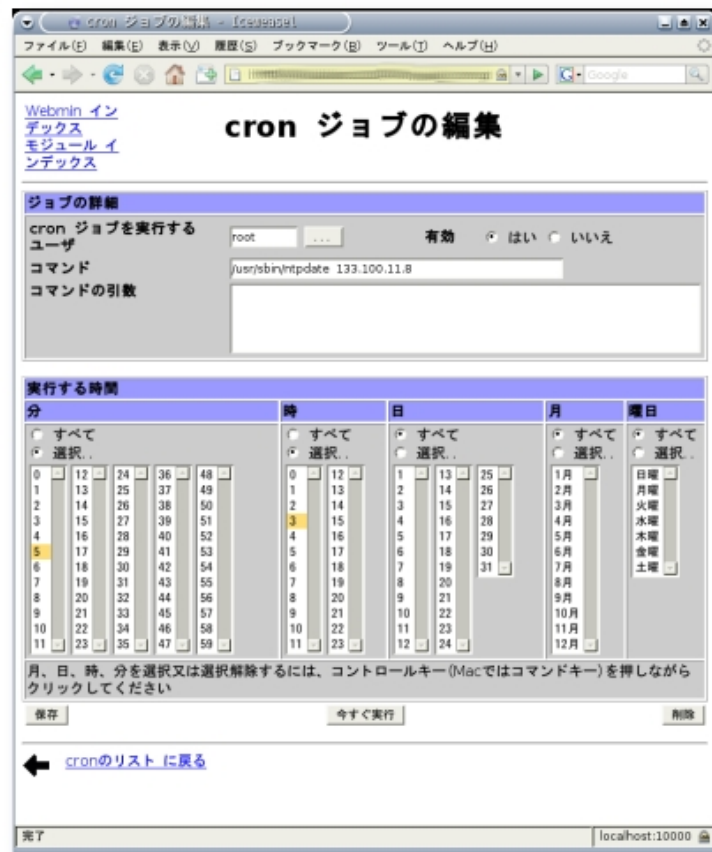 cron ジョブの編集 - Iceweasel
ファイル(F) 編集(E) 表示(V) 履歴(S) ブックマーク(B) ツール(T) ヘルプ(H)
Google
Webmin イン
デックス
モジュール イ
ンデックス
cron ジョブの編集
ジョブの詳細
cron ジョブを実行する
ユーザ
root ... 有効 はい いいえ
コマンド /usr/sbin/ntpdate 133.100.11.8
コマンドの引数
実行する時間
分 時 日 月 曜日
すべて すべて すべて すべて すべて
選択.. 選択.. 選択.. 選択.. 選択..
0 12 24 36 48 0 12 1 13 25 1月 日曜
1 13 25 37 49 1 13 2 14 26 2月 月曜
2 14 26 38 50 2 14 3 15 27 3月 火曜
3 15 27 39 51 3 15 4 16 28 4月 水曜
4 16 28 40 52 4 16 5 17 29 5月 木曜
5 17 29 41 53 5 17 6 18 30 6月 金曜
6 18 30 42 54 6 18 7 19 31 7月 土曜
7 19 31 43 55 7 19 8 20 8月
8 20 32 44 56 8 20 9 21 9月
9 21 33 45 57 9 21 10 22 10月
10 22 34 46 58 10 22 11 23 11月
11 23 35 47 59 11 23 12 24 12月
月、日、時、分を選択又は選択解除するには、コントロールキー(Macではコマンドキー)を押しながら
クリックしてください
保存 今すぐ実行 削除
cronのリスト に戻る
完了 localhost:10000